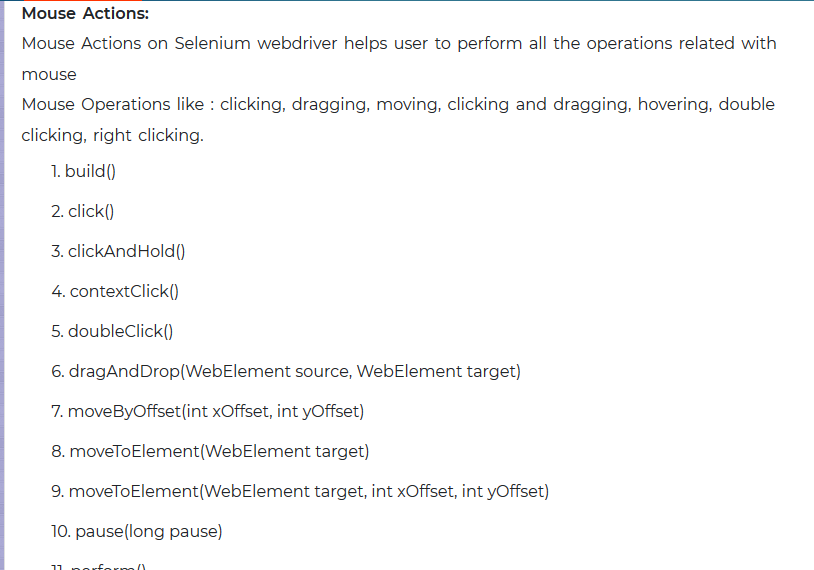 Mouse Actions:
Mouse Actions on Selenium webdriver helps user to perform all the operations related with
mouse
Mouse Operations like : clicking, dragging, moving, clicking and dragging, hovering, double
clicking, right clicking.
1. build()
2. click()
3. clickAndHold()
4. contextClick()
5. doubleClick()
6. dragAndDrop(WebElement source, WebElement target)
7. moveByOffset(int xOffset, int yOffset)
8. moveToElement(WebElement target)
9. moveToElement(WebElement target, int xOffset, int yOffset)
10. pause(long pause)
11. perform()